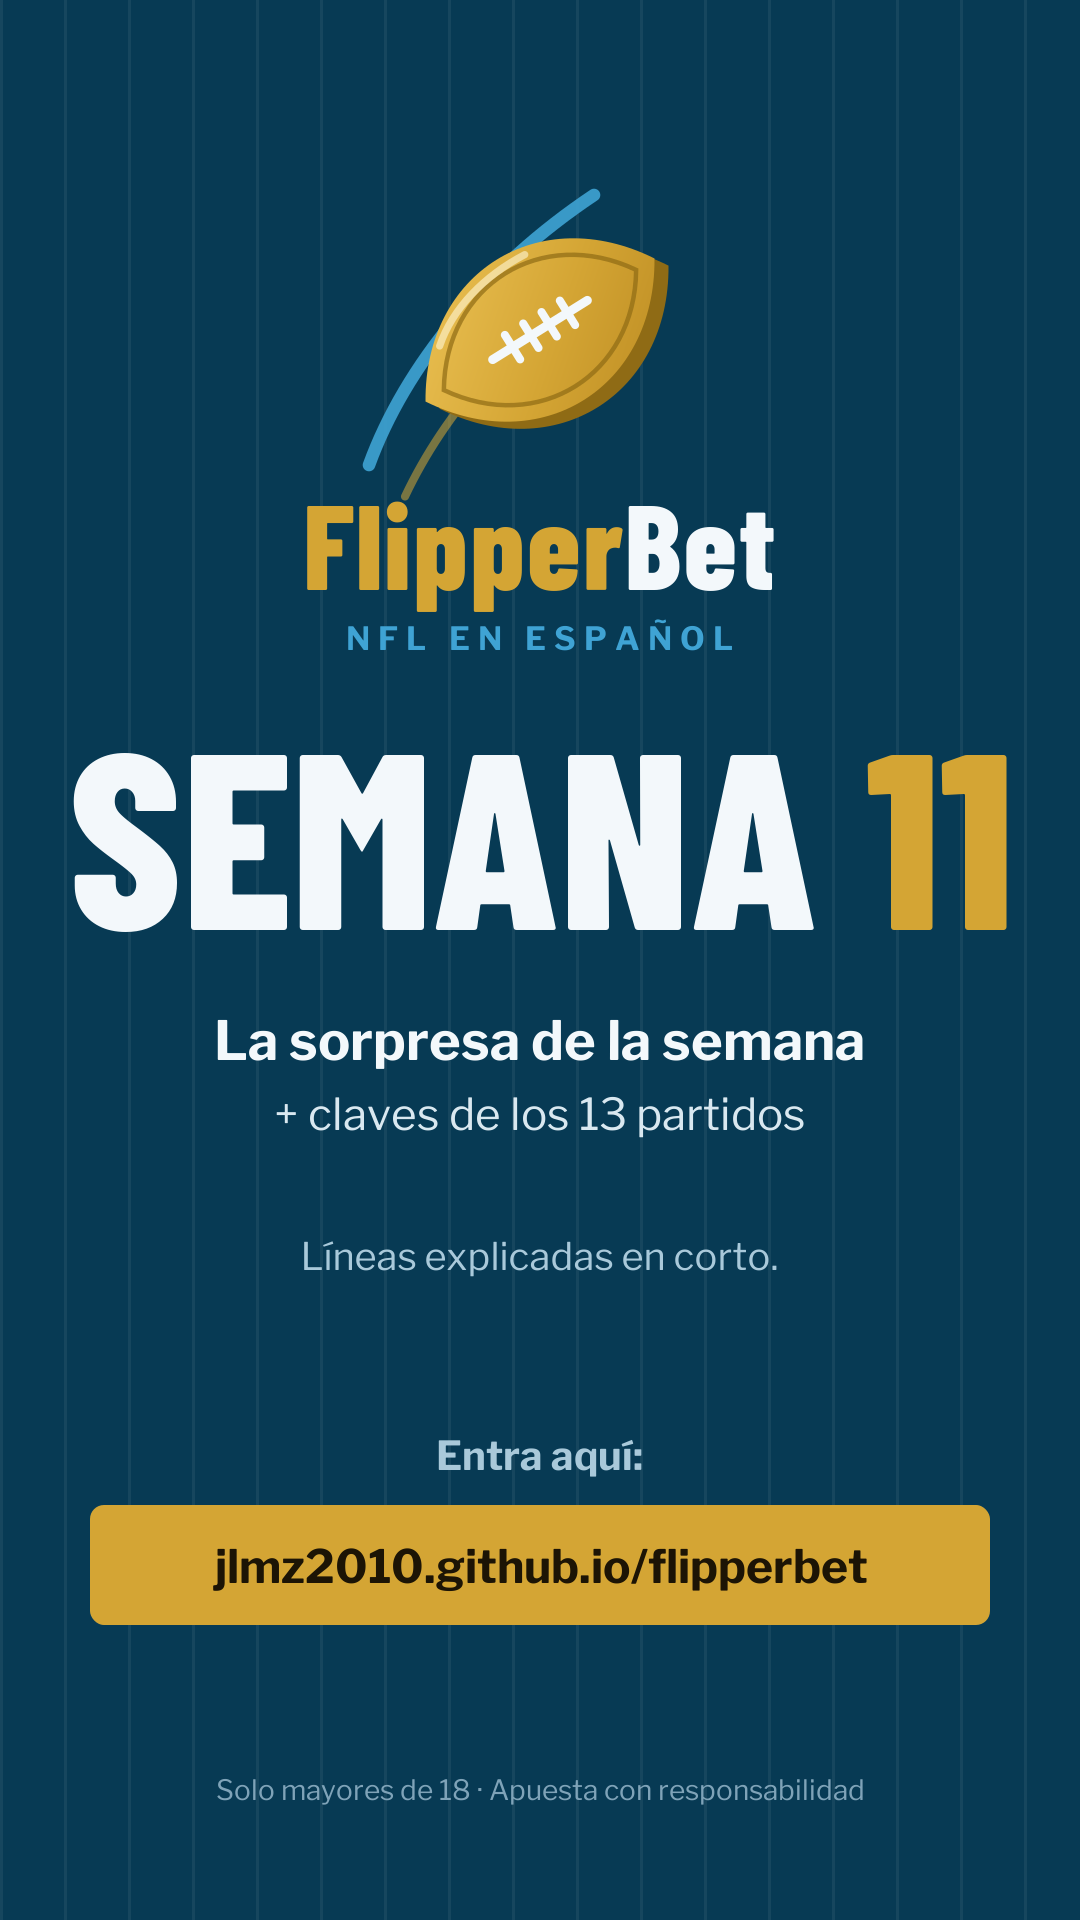 FlipperBet
NFL EN ESPAÑOL
SEMANA 11
La sorpresa de la semana
+ claves de los 13 partidos
Líneas explicadas en corto.
Entra aquí:
jlmz2010.github.io/flipperbet
Solo mayores de 18 · Apuesta con responsabilidad